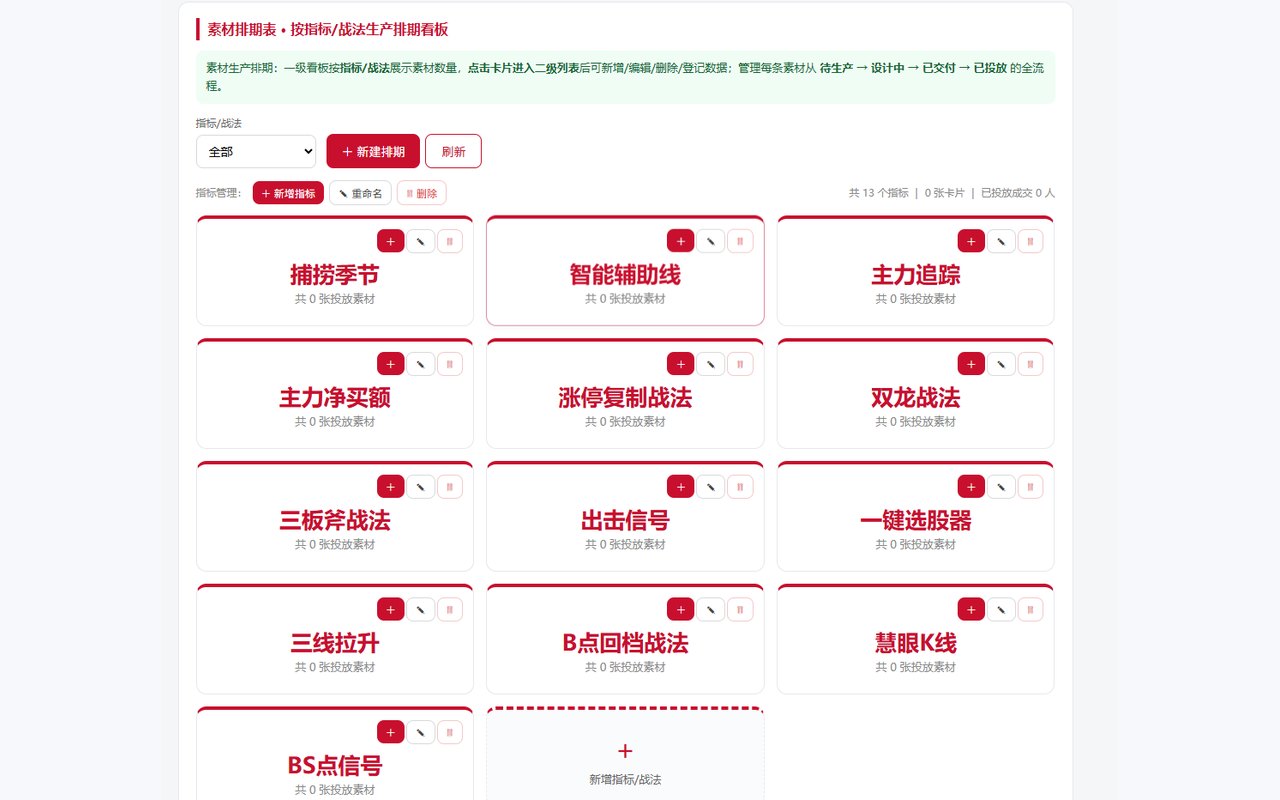 素材排期表 • 按指标/战法生产排期看板
素材生产排期：一级看板按指标/战法展示素材数量，点击卡片进入二级列表后可新增/编辑/删除/登记数据；管理每条素材从 待生产 → 设计中 → 已交付 → 已投放 的全流
程。
指标/战法
全部
＋ 新建排期
刷新
指标管理：
＋ 新增指标
重命名
删除
共 13 个指标 ｜ 0 张卡片 ｜ 已投放成交 0 人
＋
捕捞季节
共 0 张投放素材
＋
智能辅助线
共 0 张投放素材
＋
主力追踪
共 0 张投放素材
＋
主力净买额
共 0 张投放素材
＋
涨停复制战法
共 0 张投放素材
＋
双龙战法
共 0 张投放素材
＋
三板斧战法
共 0 张投放素材
＋
出击信号
共 0 张投放素材
＋
一键选股器
共 0 张投放素材
＋
三线拉升
共 0 张投放素材
＋
B点回档战法
共 0 张投放素材
＋
慧眼K线
共 0 张投放素材
＋
BS点信号
共 0 张投放素材
＋
新增指标/战法